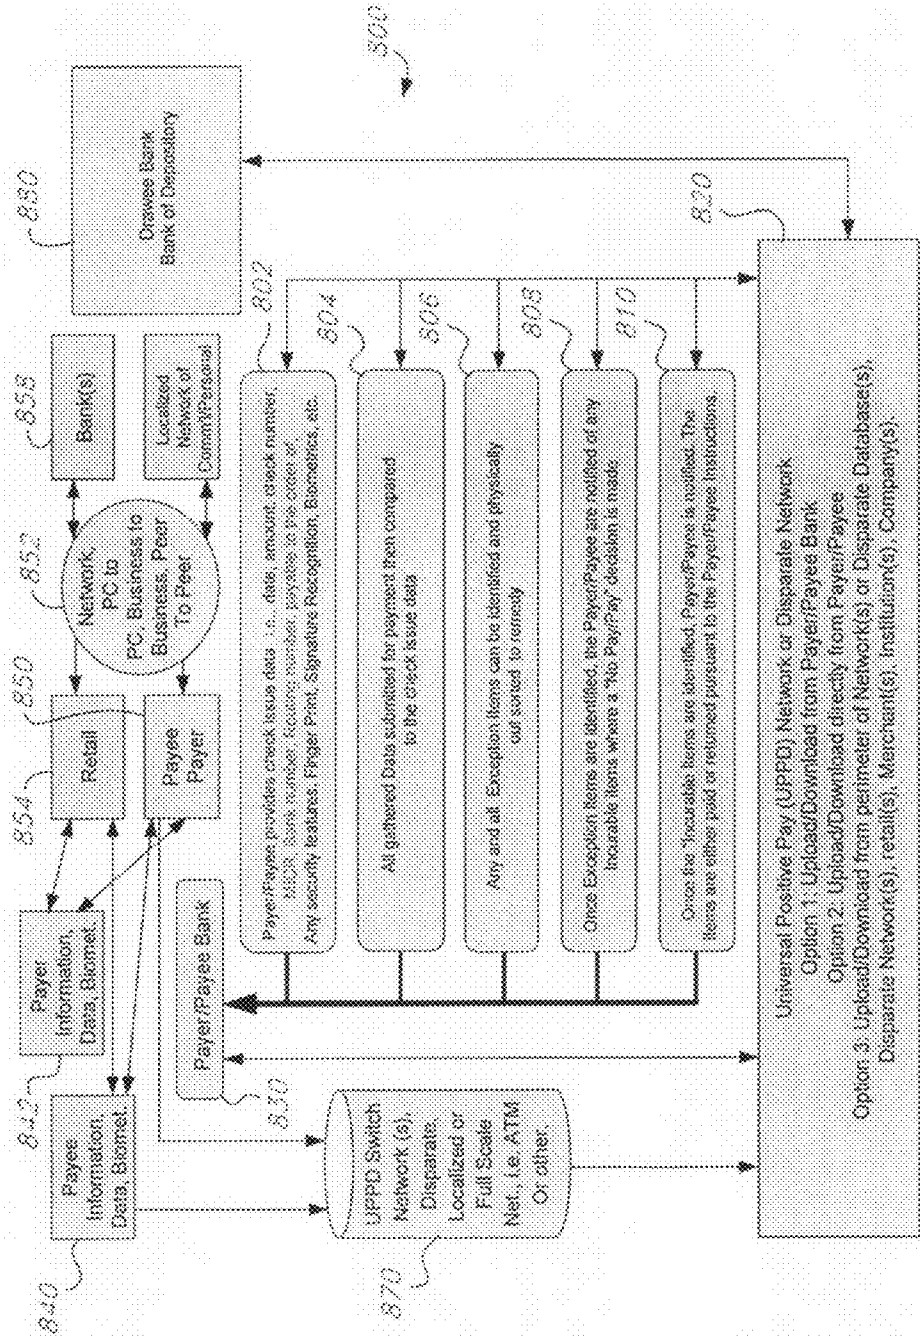 800
840
Payee
Information,
Data, Biomet.
842
Payer
Information,
Data, Biomet.
854
Retail
860
Payee
Payer
852
Network,
PC to
PC, Business to
Business, Peer
To Peer
858
Bank(s)
Localized
Network of
Comm'l/Personal
880
Drawee Bank
Bank of Depository
830
Payer/Payee Bank
802
Payer/Payee provides check issue data i.e. date, amount, check number,
MICR, Bank number, Routing number, payable to the order of
Any security features, Finger Print, Signature Recognition, Biometrics, etc.
804
All gathered Data submitted for payment then compared
to the check issue data
806
Any and all Exception Items can be identified and physically
out sorted to remedy
808
Once Exception Items are identified, the Payer/Payee are notified of any
Incurable Items, where a "No Pay/Pay" decision is made
810
Once the "Incurable Items are identified, Payer/Payee is notified. The
Items are either paid or returned pursuant to the Payer/Payee Instructions
870
UPPD Switch
Network (s),
Disparate,
Localized or
Full Scale
Net., i.e. ATM
Or other.
820
Universal Positive Pay (UPPD) Network or Disparate Network
Option 1. Upload/Download from Payer/Payee Bank
Option 2. Upload/Download directly from Payer/Payee
Option 3. Upload/Download from perimeter of Network(s) or Disparate Database(s),
Disparate Network(s), retail(s), Merchant(s), Institution(s), Company(s).